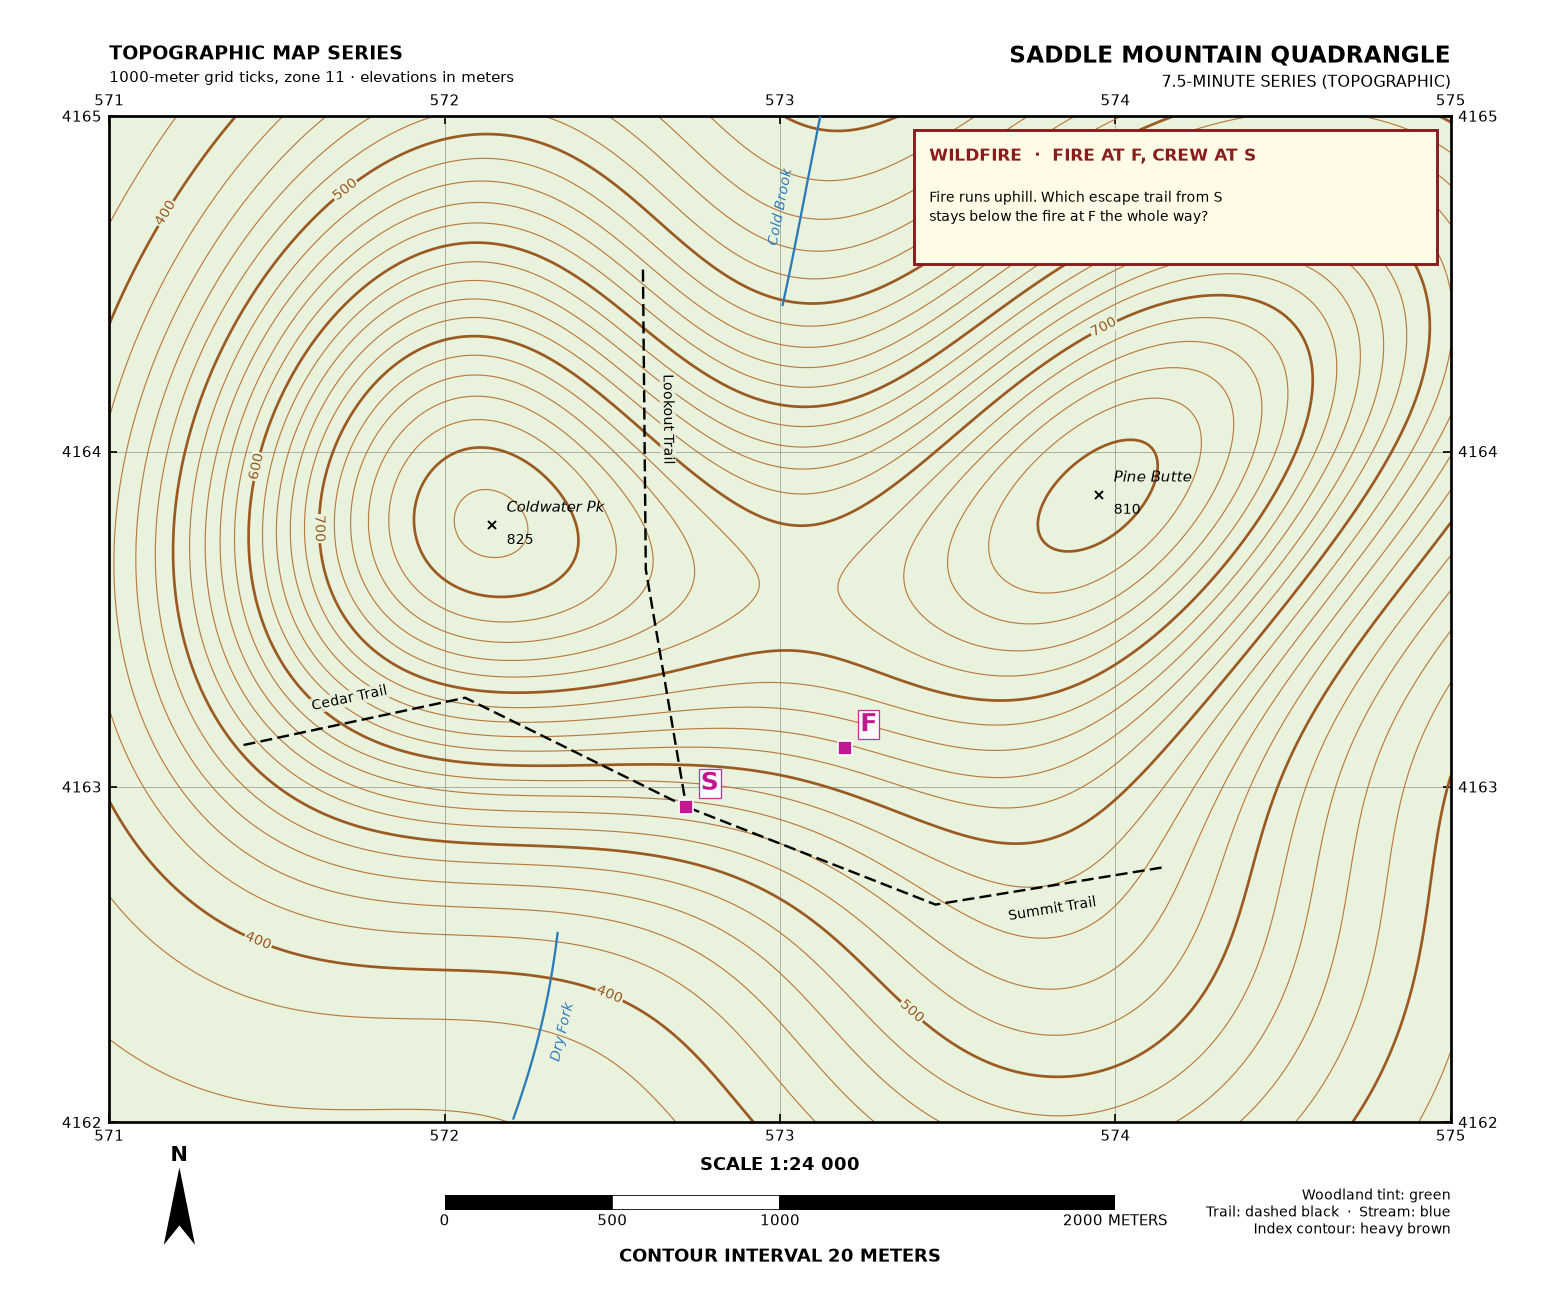 TOPOGRAPHIC MAP SERIES
1000-meter grid ticks, zone 11 · elevations in meters
SADDLE MOUNTAIN QUADRANGLE
7.5-MINUTE SERIES (TOPOGRAPHIC)
571 572 573 574 575
4165 4165
WILDFIRE · FIRE AT F, CREW AT S
Fire runs uphill. Which escape trail from S
stays below the fire at F the whole way?
500
400
Cold Brook
700
Lookout Trail
4164 4164
600
Pine Butte
810
Coldwater Pk
825
700
Cedar Trail
F
S
4163 4163
Summit Trail
400
400
500
Dry Fork
4162 4162
571 572 573 574 575
N
SCALE 1:24 000
0 500 1000 2000 METERS
CONTOUR INTERVAL 20 METERS
Woodland tint: green
Trail: dashed black · Stream: blue
Index contour: heavy brown